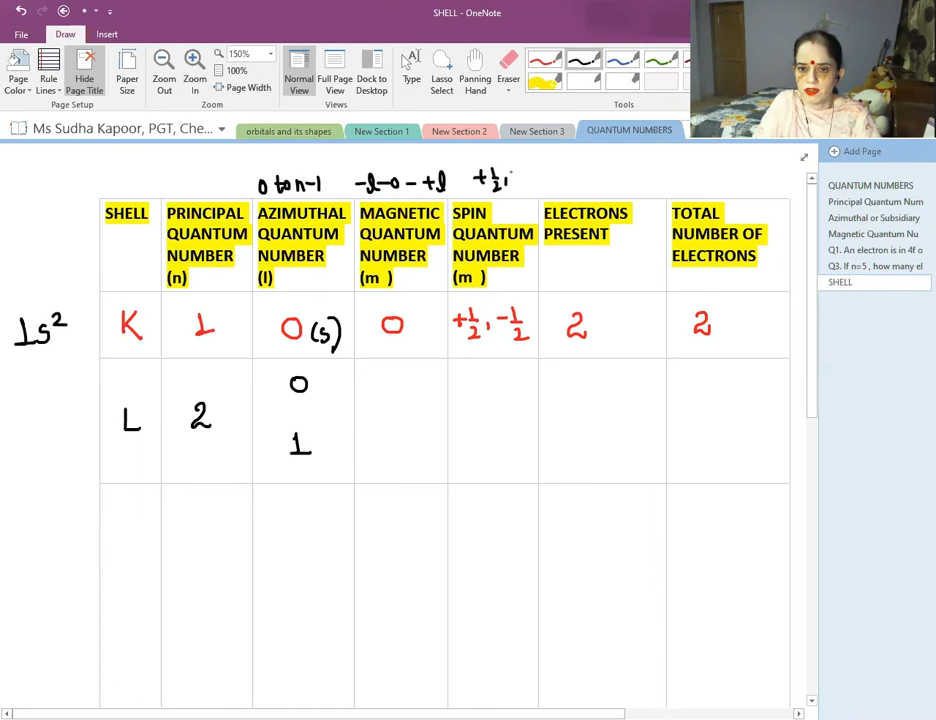 SHELL - OneNote
File Draw Insert
150%
100%
Page Width
Page Color
Rule Lines
Hide Page Title
Paper Size
Zoom Out
Zoom In
Normal View
Full Page View
Dock to Desktop
Type
Lasso Select
Panning Hand
Eraser
Page Setup Zoom Views Tools
Ms Sudha Kapoor, PGT, Che... orbitals and its shapes New Section 1 New Section 2 New Section 3 QUANTUM NUMBERS
Add Page
QUANTUM NUMBERS
Principal Quantum Num
Azimuthal or Subsidiary
Magnetic Quantum Nu
Q1. An electron is in 4f o
Q3. If n=5 , how many el
SHELL
0 to n-1 -l-0-+l +1/2,
SHELL
PRINCIPAL QUANTUM NUMBER (n)
AZIMUTHAL QUANTUM NUMBER (l)
MAGNETIC QUANTUM NUMBER (m )
SPIN QUANTUM NUMBER (m )
ELECTRONS PRESENT
TOTAL NUMBER OF ELECTRONS
1s² K 1 0(s) 0 +1/2, -1/2 2 2
0
L 2
1